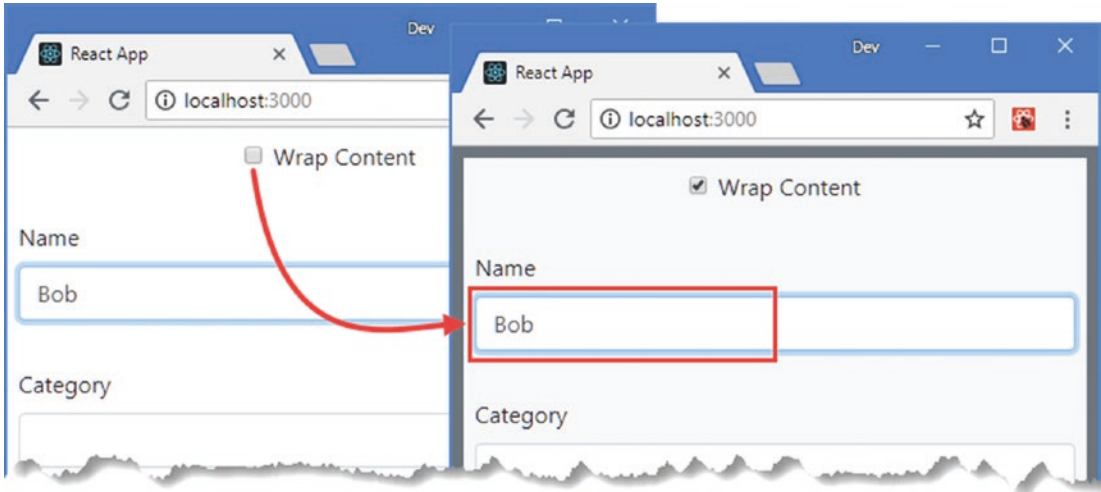 Dev
React App
localhost:3000
Wrap Content
Name
Bob
Category
Dev
React App
localhost:3000
Wrap Content
Name
Bob
Category